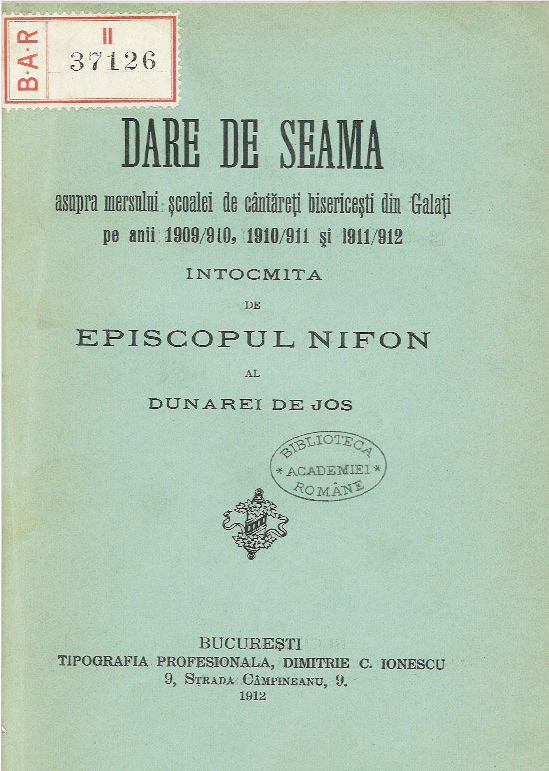 B·A·R
II
37126
DARE DE SEAMA
asupra mersului școalei de cântăreți bisericești din Galați
pe anii 1909/910, 1910/911 și 1911/912
INTOCMITA
DE
EPISCOPUL NIFON
AL
DUNAREI DE JOS
BIBLIOTECA
* ACADEMIEI *
ROMÂNE
BUCUREȘTI
TIPOGRAFIA PROFESIONALA, DIMITRIE C. IONESCU
9, STRADA CÂMPINEANU, 9.
1912